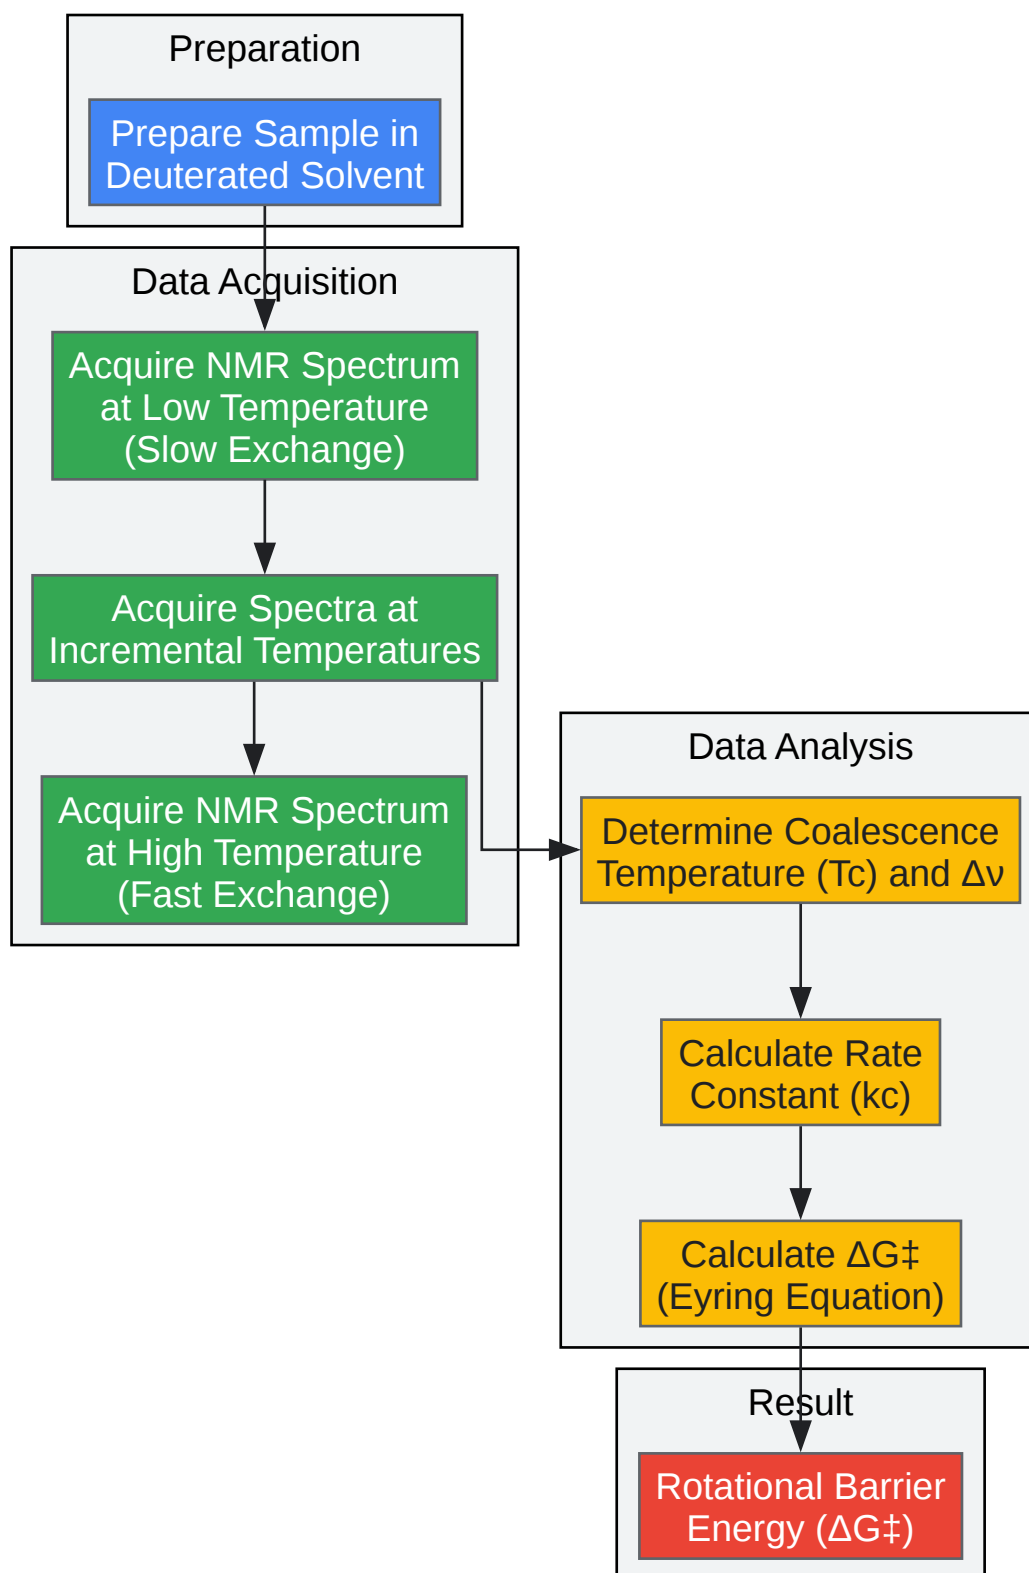 Preparation
Prepare Sample in
Deuterated Solvent
Data Acquisition
Acquire NMR Spectrum
at Low Temperature
(Slow Exchange)
Acquire Spectra at
Incremental Temperatures
Acquire NMR Spectrum
at High Temperature
(Fast Exchange)
Data Analysis
Determine Coalescence
Temperature (Tc) and Δν
Calculate Rate
Constant (kc)
Calculate ΔG‡
(Eyring Equation)
Result
Rotational Barrier
Energy (ΔG‡)